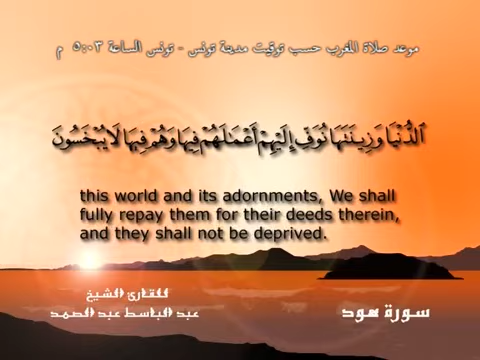 موعد صلاة المغرب حسب توقيت مدينة تونس - تونس الساعة ٥:٠٣ م
ٱلدُّنْيَا وَزِينَتَهَا نُوَفِّ إِلَيْهِمْ أَعْمَٰلَهُمْ فِيهَا وَهُمْ فِيهَا لَا يُبْخَسُونَ
this world and its adornments, We shall
fully repay them for their deeds therein,
and they shall not be deprived.
للقارئ الشيخ
عبد الباسط عبد الصمد
سورة هود